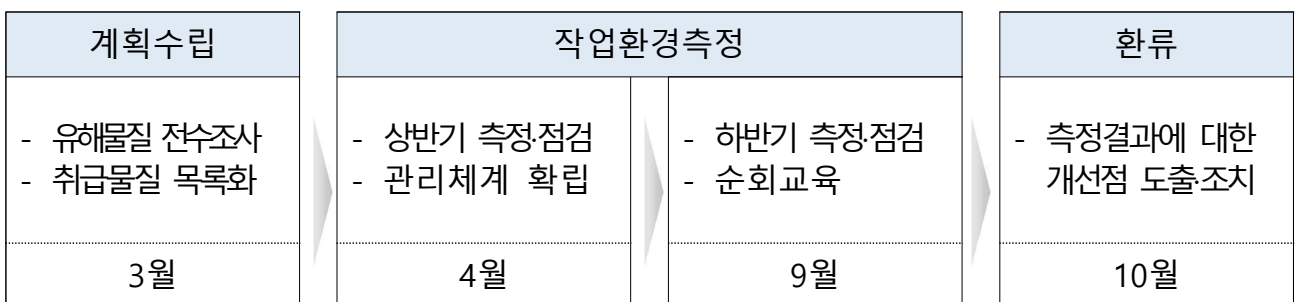 계획수립
- 유해물질 전수조사
- 취급물질 목록화
3월
작업환경측정
- 상반기 측정·점검
- 관리체계 확립
4월
- 하반기 측정·점검
- 순회교육
9월
환류
- 측정결과에 대한
개선점 도출·조치
10월